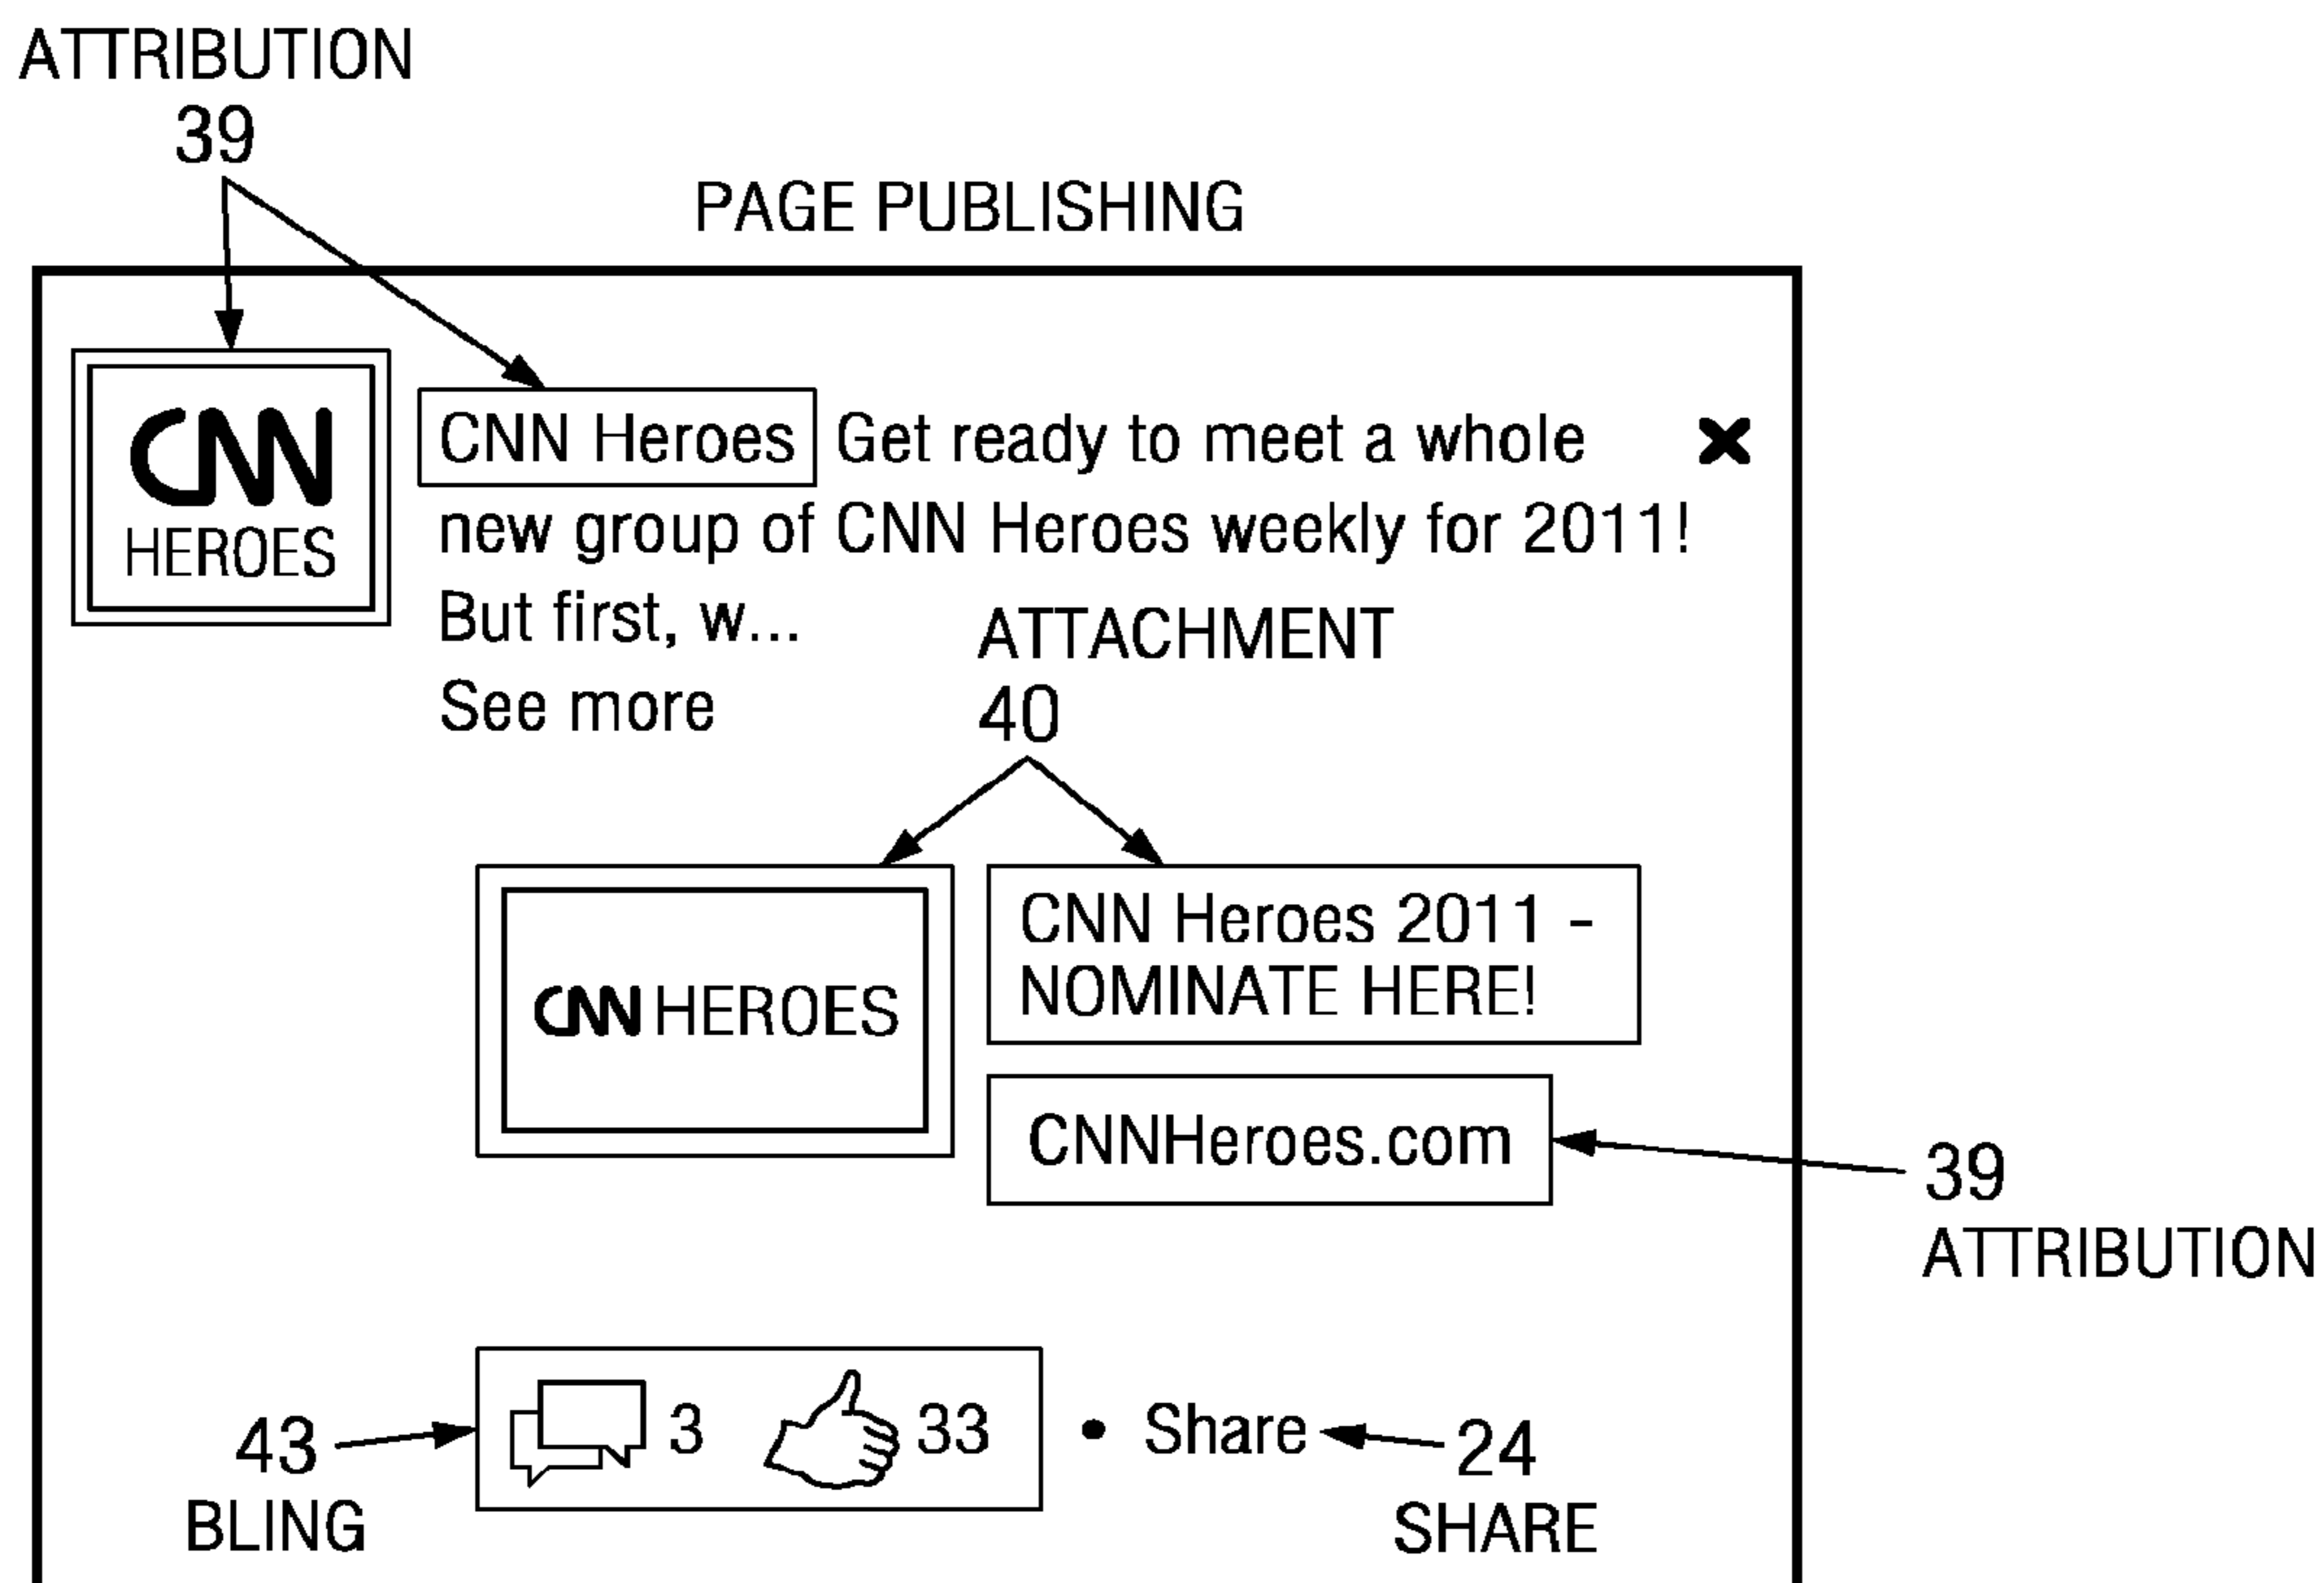 ATTRIBUTION
39
PAGE PUBLISHING
CNN
HEROES
CNN Heroes Get ready to meet a whole
new group of CNN Heroes weekly for 2011!
But first, w...
See more
ATTACHMENT
40
CNN HEROES
CNN Heroes 2011 -
NOMINATE HERE!
CNNHeroes.com
39
ATTRIBUTION
43
BLING
3 33 • Share
24
SHARE